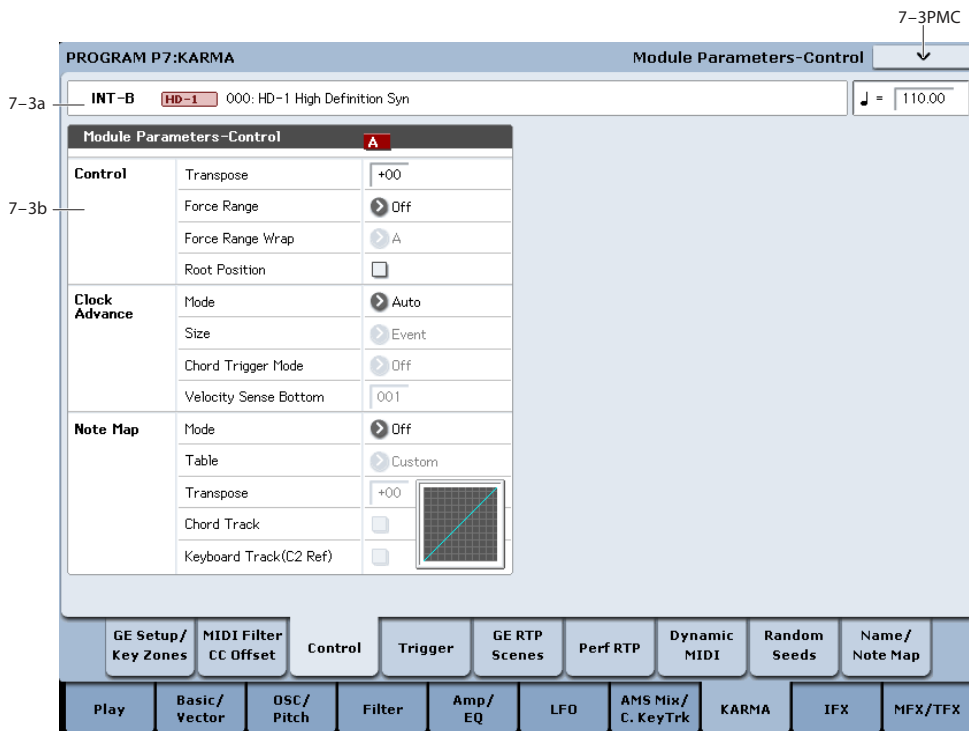 7–3PMC
PROGRAM P7:KARMA Module Parameters-Control
7–3a INT-B HD-1 000: HD-1 High Definition Syn ♩ = 110.00
Module Parameters-Control A
7–3b
Control Transpose +00
Force Range Off
Force Range Wrap A
Root Position
Clock Advance Mode Auto
Size Event
Chord Trigger Mode Off
Velocity Sense Bottom 001
Note Map Mode Off
Table Custom
Transpose +00
Chord Track
Keyboard Track(C2 Ref)
GE Setup/ Key Zones MIDI Filter CC Offset Control Trigger GE RTP Scenes Perf RTP Dynamic MIDI Random Seeds Name/ Note Map
Play Basic/ Vector OSC/ Pitch Filter Amp/ EQ LFO AMS Mix/ C. KeyTrk KARMA IFX MFX/TFX